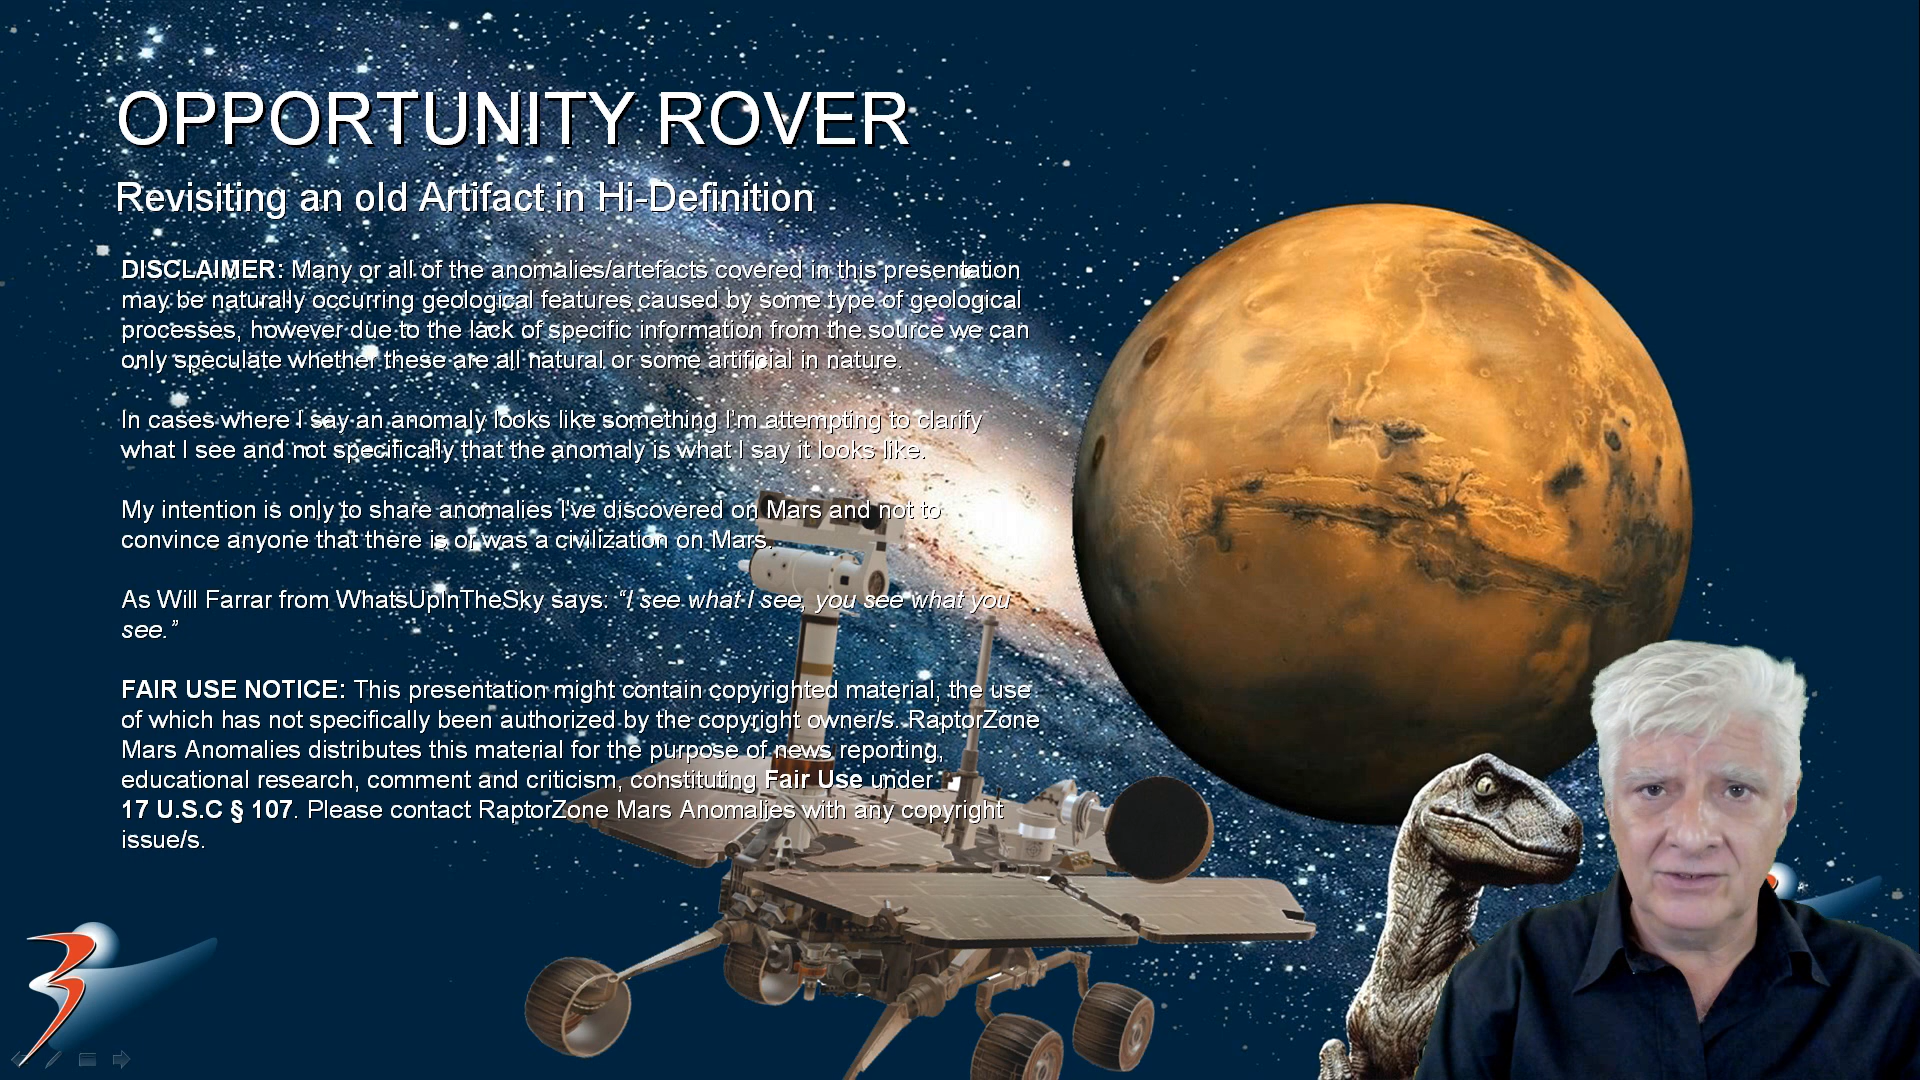 OPPORTUNITY ROVER
Revisiting an old Artifact in Hi-Definition
DISCLAIMER: Many or all of the anomalies/artefacts covered in this presentation
may be naturally occurring geological features caused by some type of geological
processes, however due to the lack of specific information from the source we can
only speculate whether these are all natural or some artificial in nature.
In cases where I say an anomaly looks like something I'm attempting to clarify
what I see and not specifically that the anomaly is what I say it looks like.
My intention is only to share anomalies I've discovered on Mars and not to
convince anyone that there is or was a civilization on Mars.
As Will Farrar from WhatsUpInTheSky says: “I see what I see, you see what you
see.”
FAIR USE NOTICE: This presentation might contain copyrighted material, the use
of which has not specifically been authorized by the copyright owner/s. RaptorZone
Mars Anomalies distributes this material for the purpose of news reporting,
educational research, comment and criticism, constituting Fair Use under
17 U.S.C § 107. Please contact RaptorZone Mars Anomalies with any copyright
issue/s.